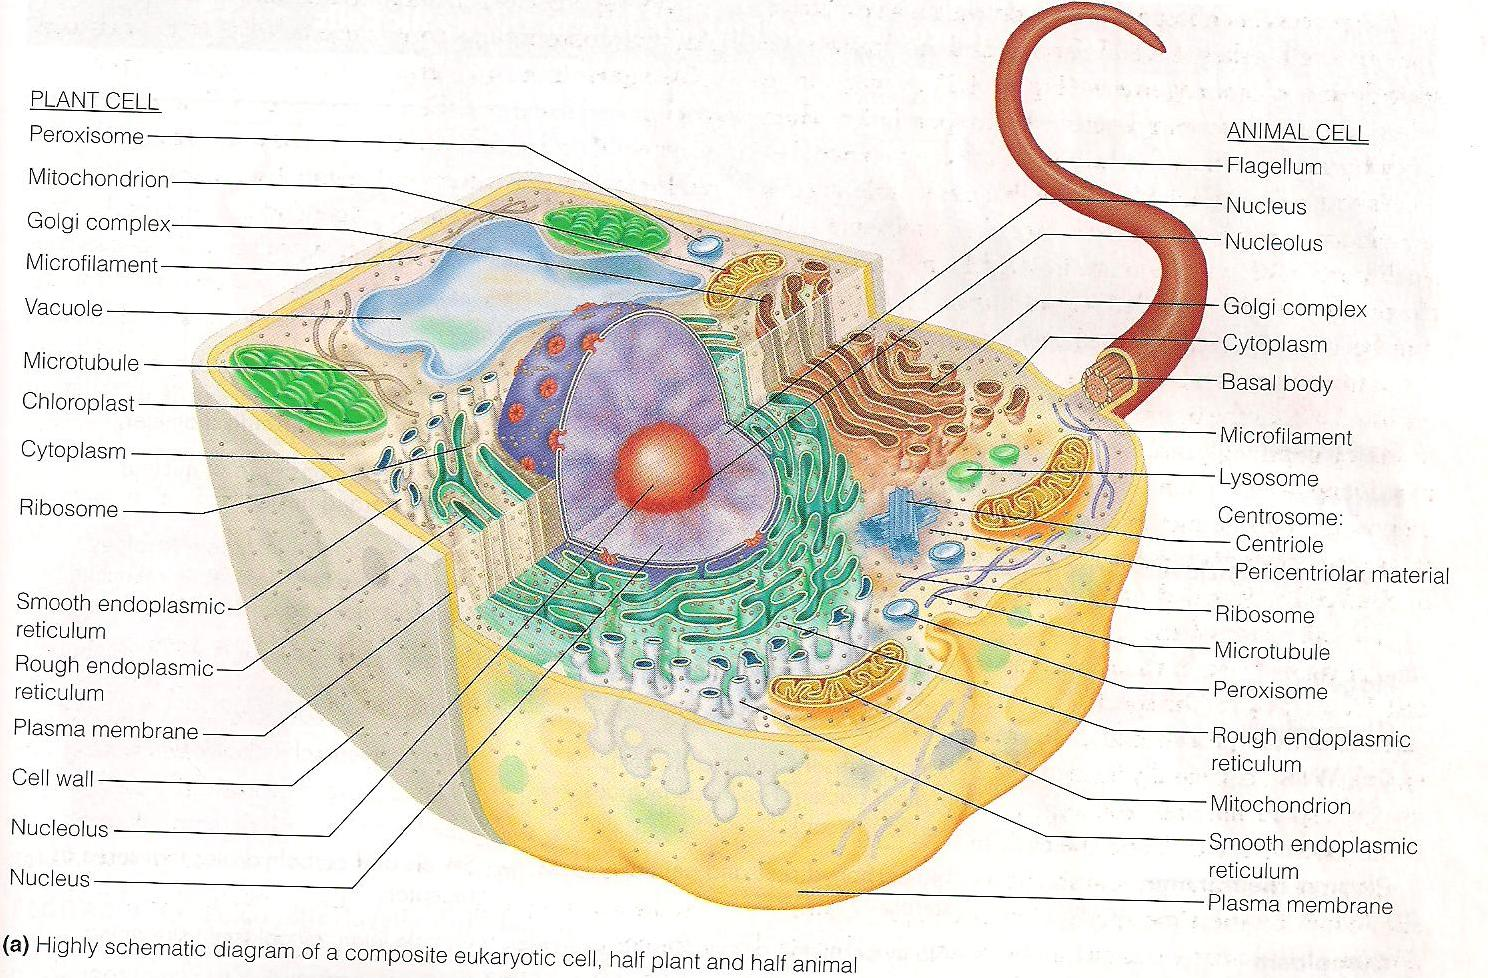 PLANT CELL
Peroxisome
Mitochondrion
Golgi complex
Microfilament
Vacuole
Microtubule
Chloroplast
Cytoplasm
Ribosome
Smooth endoplasmic
reticulum
Rough endoplasmic
reticulum
Plasma membrane
Cell wall
Nucleolus
Nucleus
ANIMAL CELL
Flagellum
Nucleus
Nucleolus
Golgi complex
Cytoplasm
Basal body
Microfilament
Lysosome
Centrosome:
Centriole
Pericentriolar material
Ribosome
Microtubule
Peroxisome
Rough endoplasmic
reticulum
Mitochondrion
Smooth endoplasmic
reticulum
Plasma membrane
(a) Highly schematic diagram of a composite eukaryotic cell, half plant and half animal